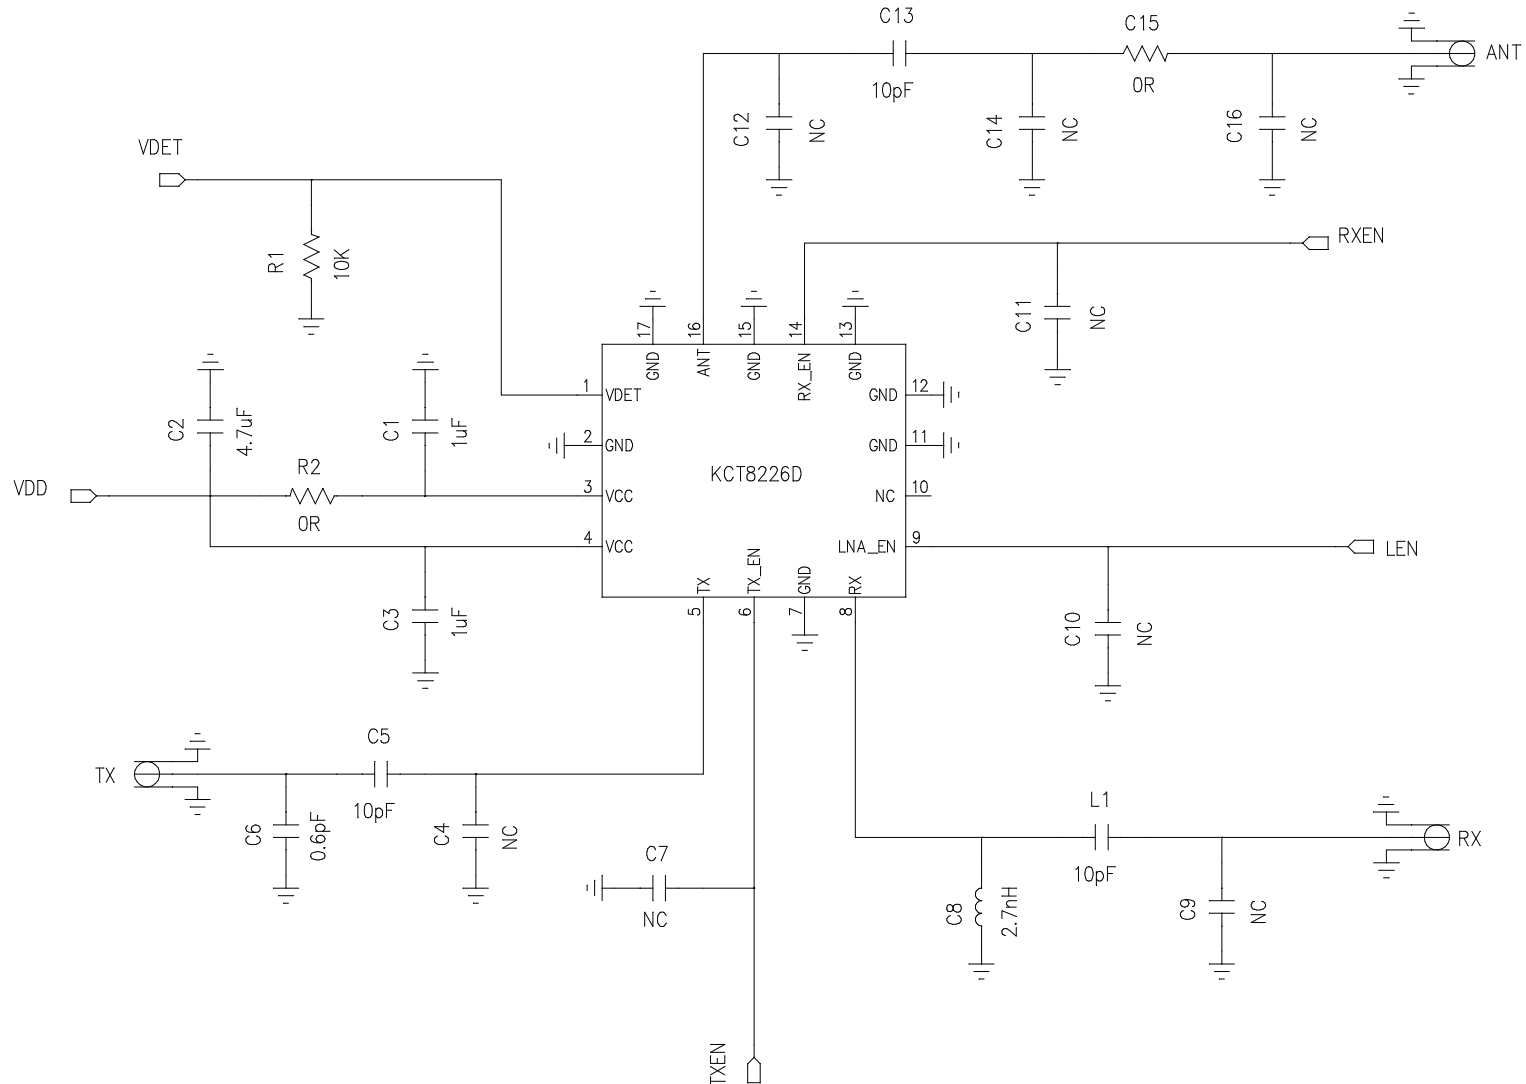 C13
C15
ANT
10pF
0R
C12
NC
C14
NC
C16
NC
VDET
R1
10K
RXEN
C11
NC
17
16
15
14
13
GND
ANT
GND
RX_EN
GND
1
VDET
GND
12
C2
4.7uF
C1
1uF
2
GND
GND
11
R2
KCT8226D
VDD
3
VCC
NC
10
0R
4
VCC
LNA_EN
9
LEN
TX
TX_EN
GND
RX
5
6
7
8
C3
1uF
C10
NC
C5
TX
10pF
C6
0.6pF
C4
NC
L1
RX
C7
10pF
NC
C8
2.7nH
C9
NC
TXEN